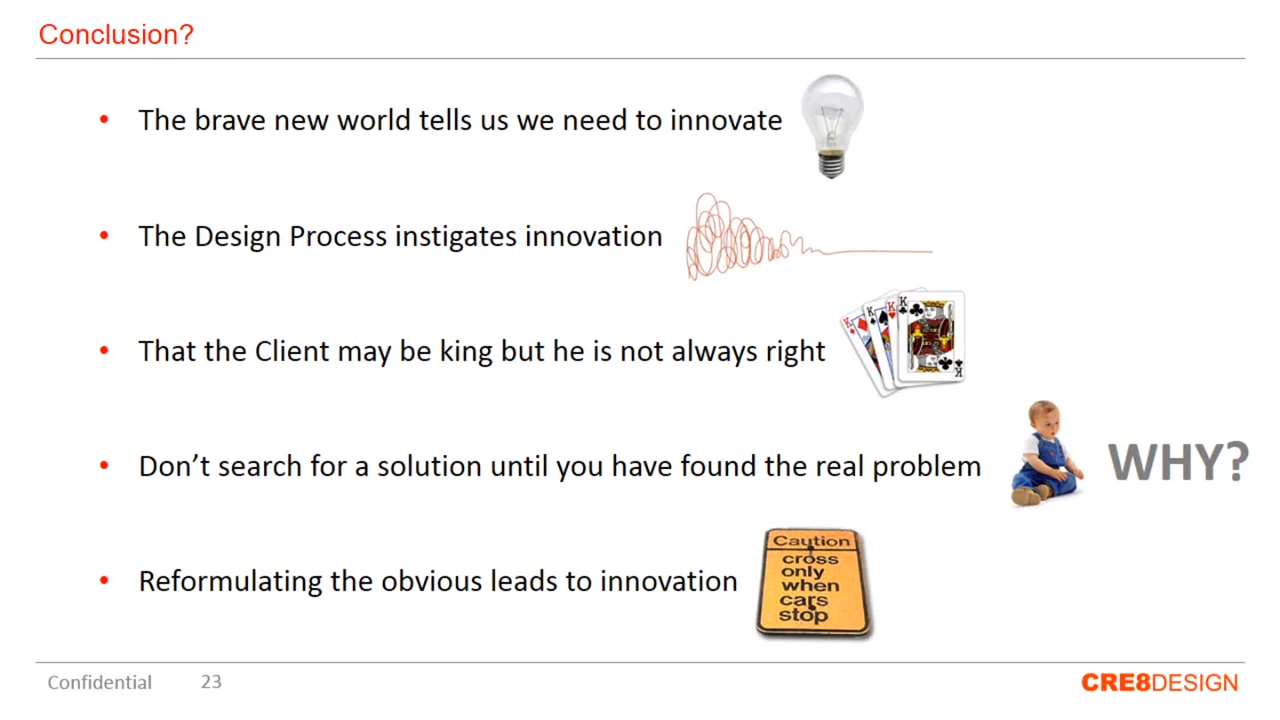 Conclusion?
• The brave new world tells us we need to innovate
• The Design Process instigates innovation
• That the Client may be king but he is not always right
K K K K
K
• Don’t search for a solution until you have found the real problem
WHY?
• Reformulating the obvious leads to innovation
Caution
cross
only
when
cars
stop
Confidential 23
CRE8DESIGN